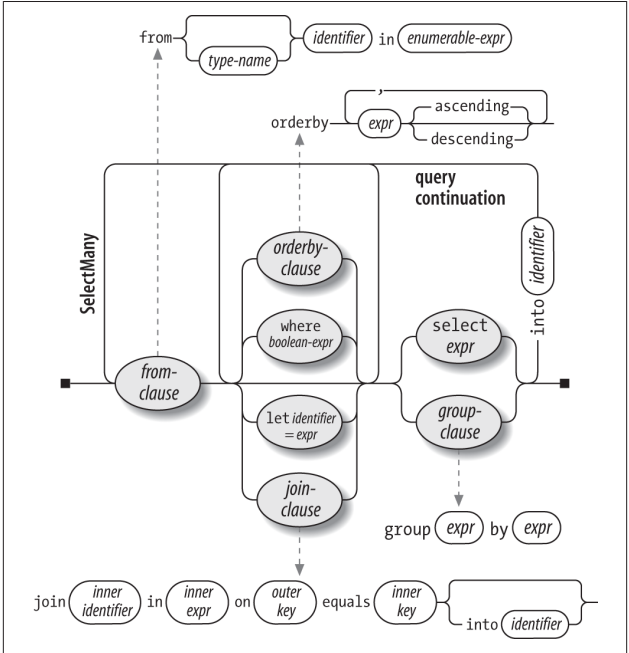 from type-name identifier in enumerable-expr
,
orderby expr ascending
descending
query
continuation
SelectMany
orderby-
clause
where
boolean-expr
let identifier
= expr
join-
clause
from-
clause
select
expr
group-
clause
into identifier
group expr by expr
join inner
identifier in inner
expr on outer
key equals inner
key into identifier